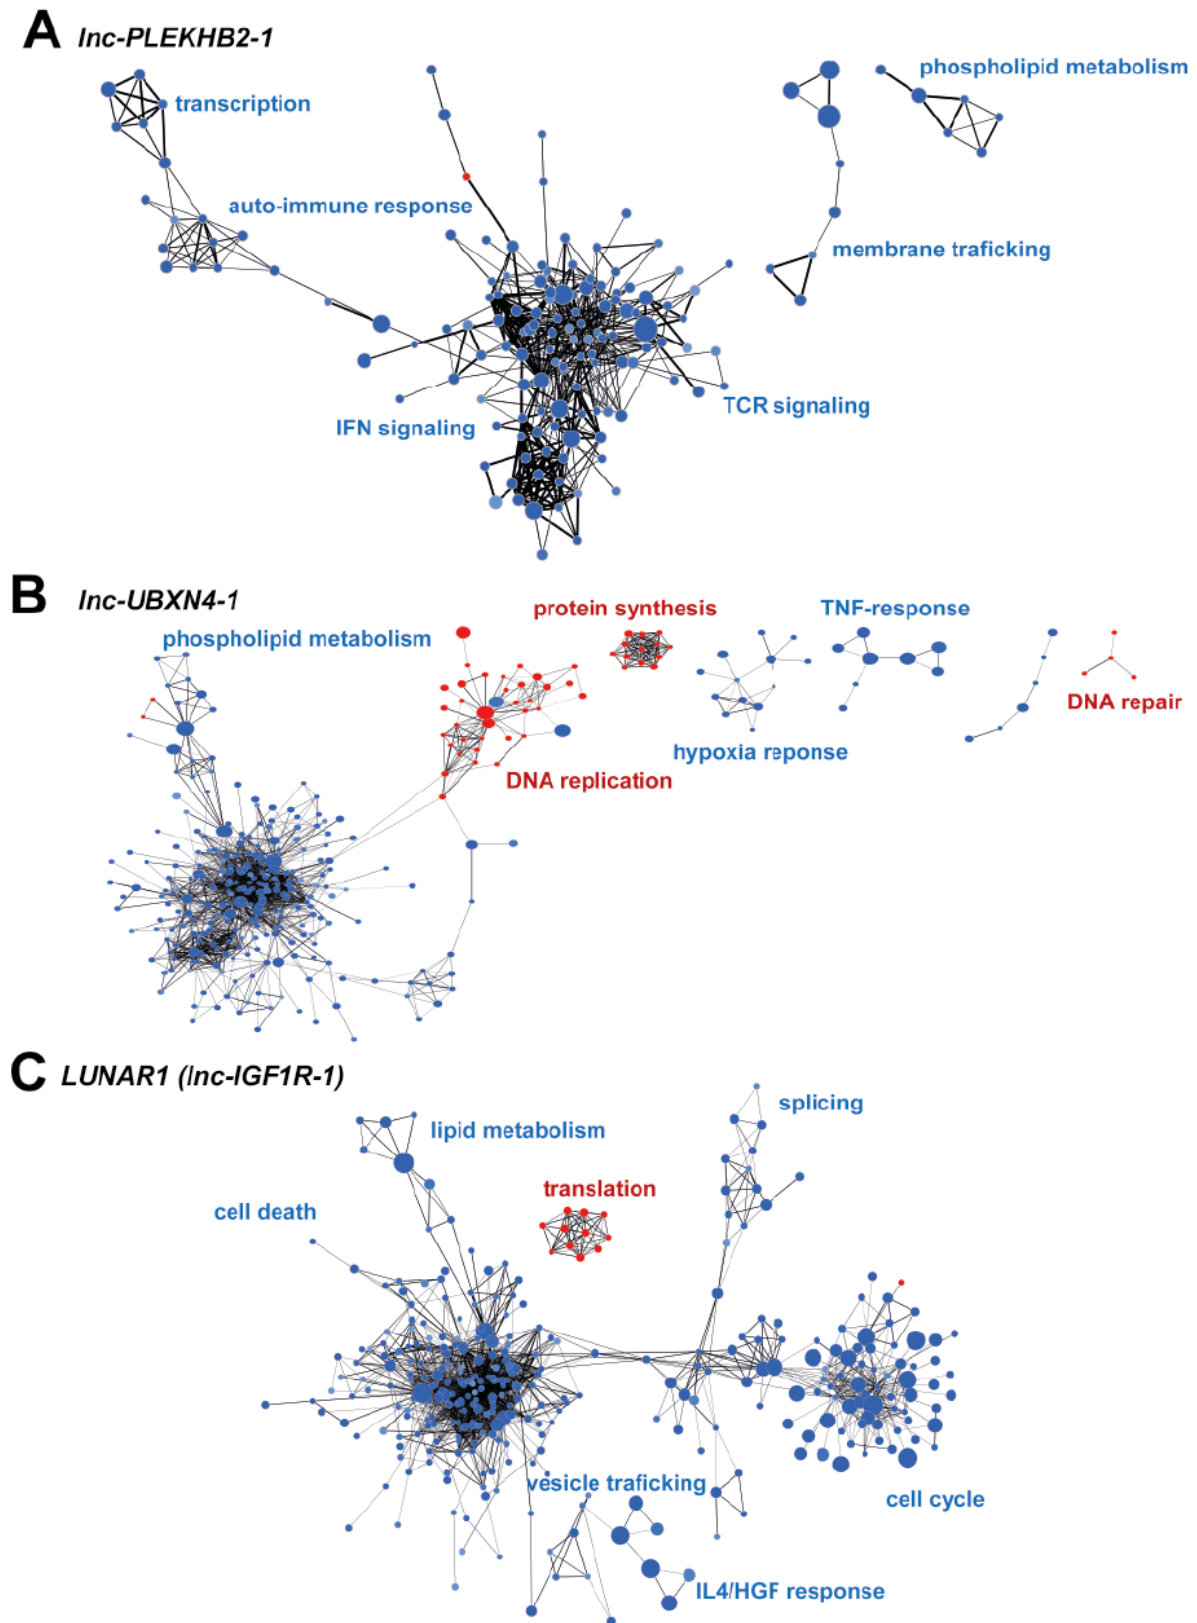 A lnc-PLEKHB2-1
phospholipid metabolism
transcription
auto-immune response
membrane traficking
TCR signaling
IFN signaling
B lnc-UBXN4-1
protein synthesis
TNF-response
phospholipid metabolism
DNA repair
hypoxia reponse
DNA replication
C LUNAR1 (lnc-IGF1R-1)
splicing
lipid metabolism
translation
cell death
vesicle traficking
cell cycle
IL4/HGF response